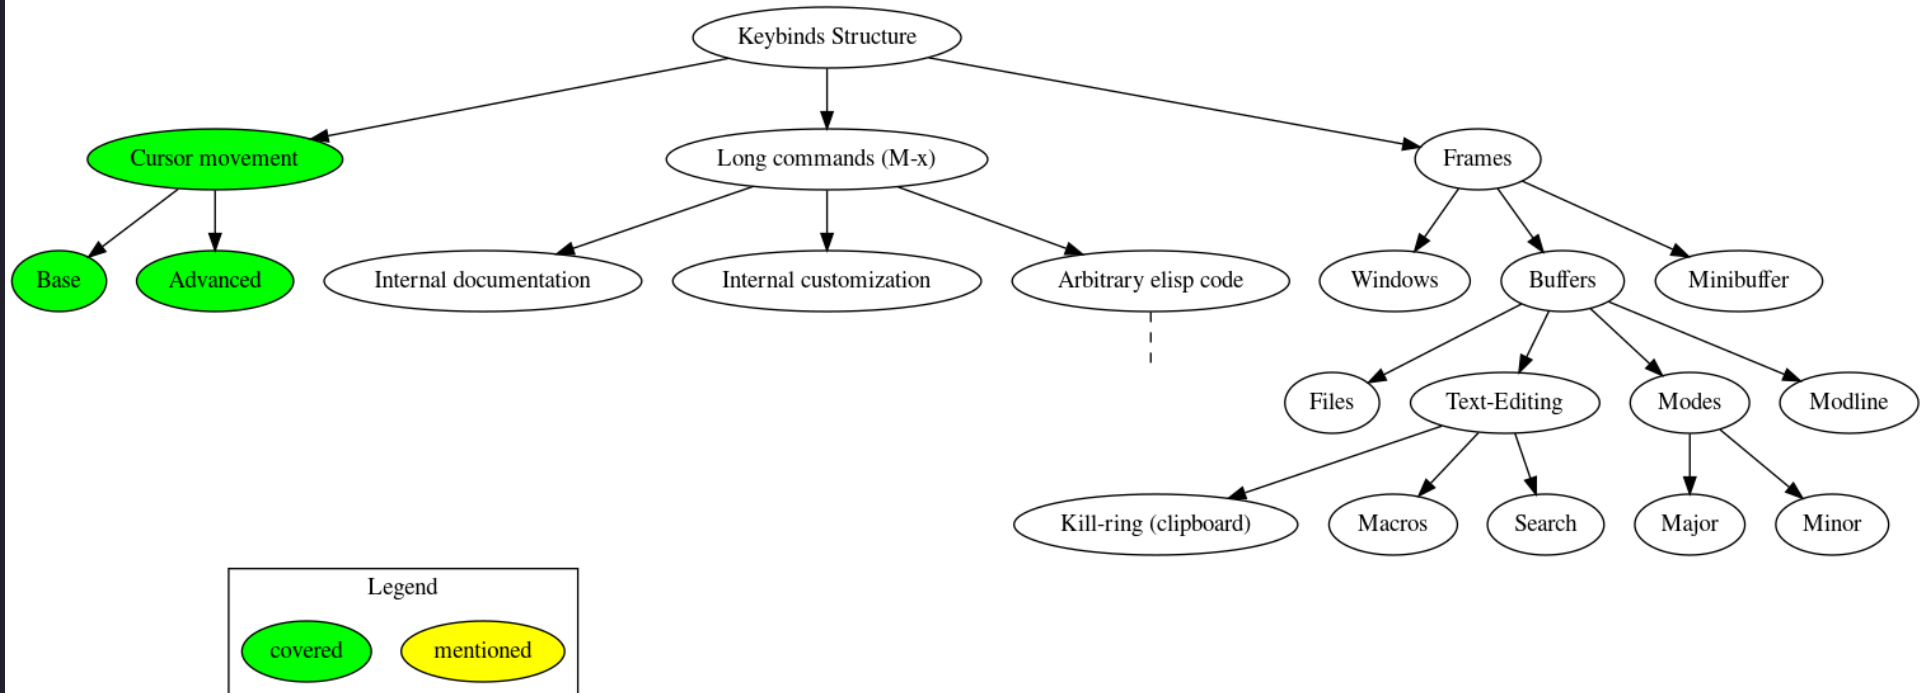 Keybinds Structure
Cursor movement
Long commands (M-x)
Frames
Base
Advanced
Internal documentation
Internal customization
Arbitrary elisp code
Windows
Buffers
Minibuffer
Files
Text-Editing
Modes
Modline
Kill-ring (clipboard)
Macros
Search
Major
Minor
Legend
covered
mentioned